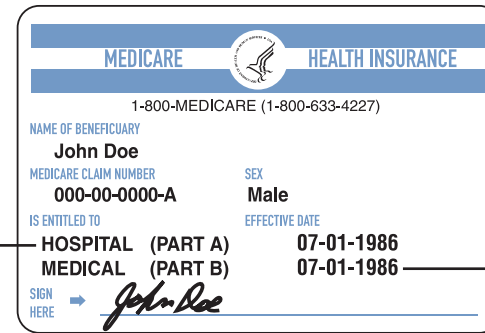 MEDICARE HEALTH INSURANCE
1-800-MEDICARE (1-800-633-4227)
NAME OF BENEFICIARY
John Doe
MEDICARE CLAIM NUMBER SEX
000-00-0000-A Male
IS ENTITLED TO EFFECTIVE DATE
HOSPITAL (PART A) 07-01-1986
MEDICAL (PART B) 07-01-1986
SIGN HERE John Doe